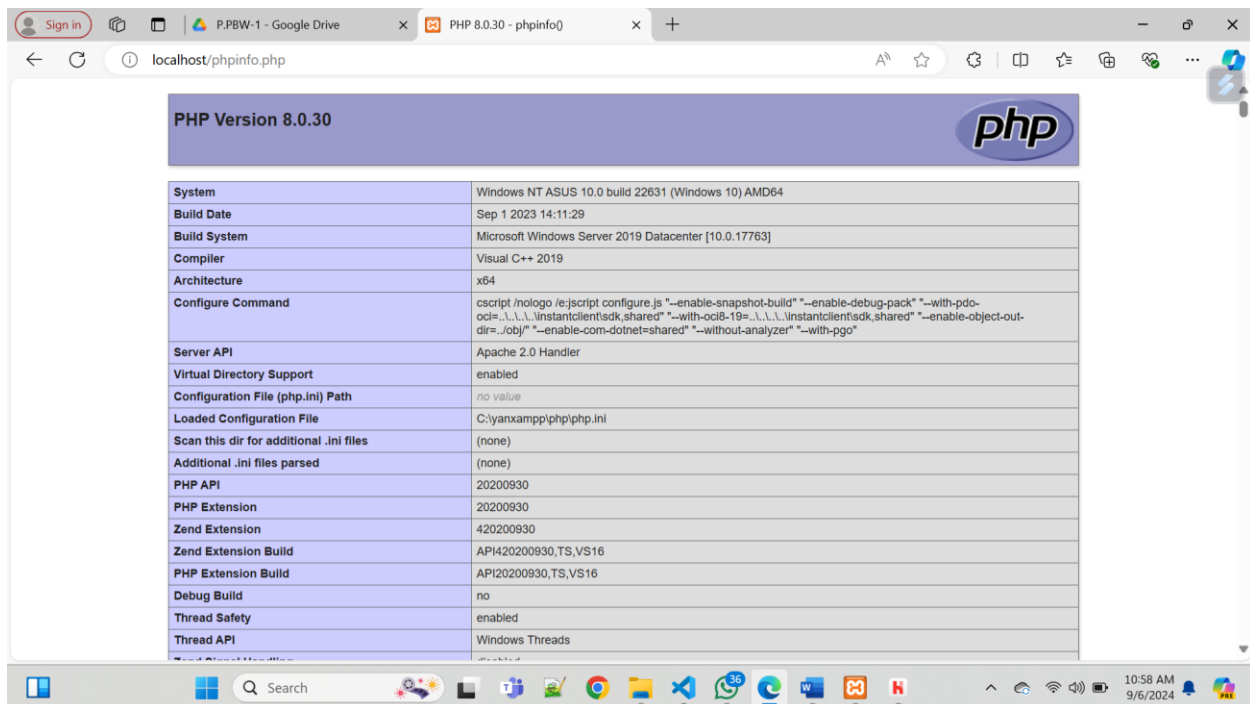 Sign in
P.PBW-1 - Google Drive
PHP 8.0.30 - phpinfo()
localhost/phpinfo.php
PHP Version 8.0.30
php
System Windows NT ASUS 10.0 build 22631 (Windows 10) AMD64
Build Date Sep 1 2023 14:11:29
Build System Microsoft Windows Server 2019 Datacenter [10.0.17763]
Compiler Visual C++ 2019
Architecture x64
Configure Command cscript /nologo /e:jscript configure.js "--enable-snapshot-build" "--enable-debug-pack" "--with-pdo-
oci=..\..\..\..\instantclient\sdk,shared" "--with-oci8-19=..\..\..\..\instantclient\sdk,shared" "--enable-object-out-
dir=../obj/" "--enable-com-dotnet=shared" "--without-analyzer" "--with-pgo"
Server API Apache 2.0 Handler
Virtual Directory Support enabled
Configuration File (php.ini) Path no value
Loaded Configuration File C:\yanxampp\php\php.ini
Scan this dir for additional .ini files (none)
Additional .ini files parsed (none)
PHP API 20200930
PHP Extension 20200930
Zend Extension 420200930
Zend Extension Build API420200930,TS,VS16
PHP Extension Build API20200930,TS,VS16
Debug Build no
Thread Safety enabled
Thread API Windows Threads
Search
36
10:58 AM
9/6/2024
PRE